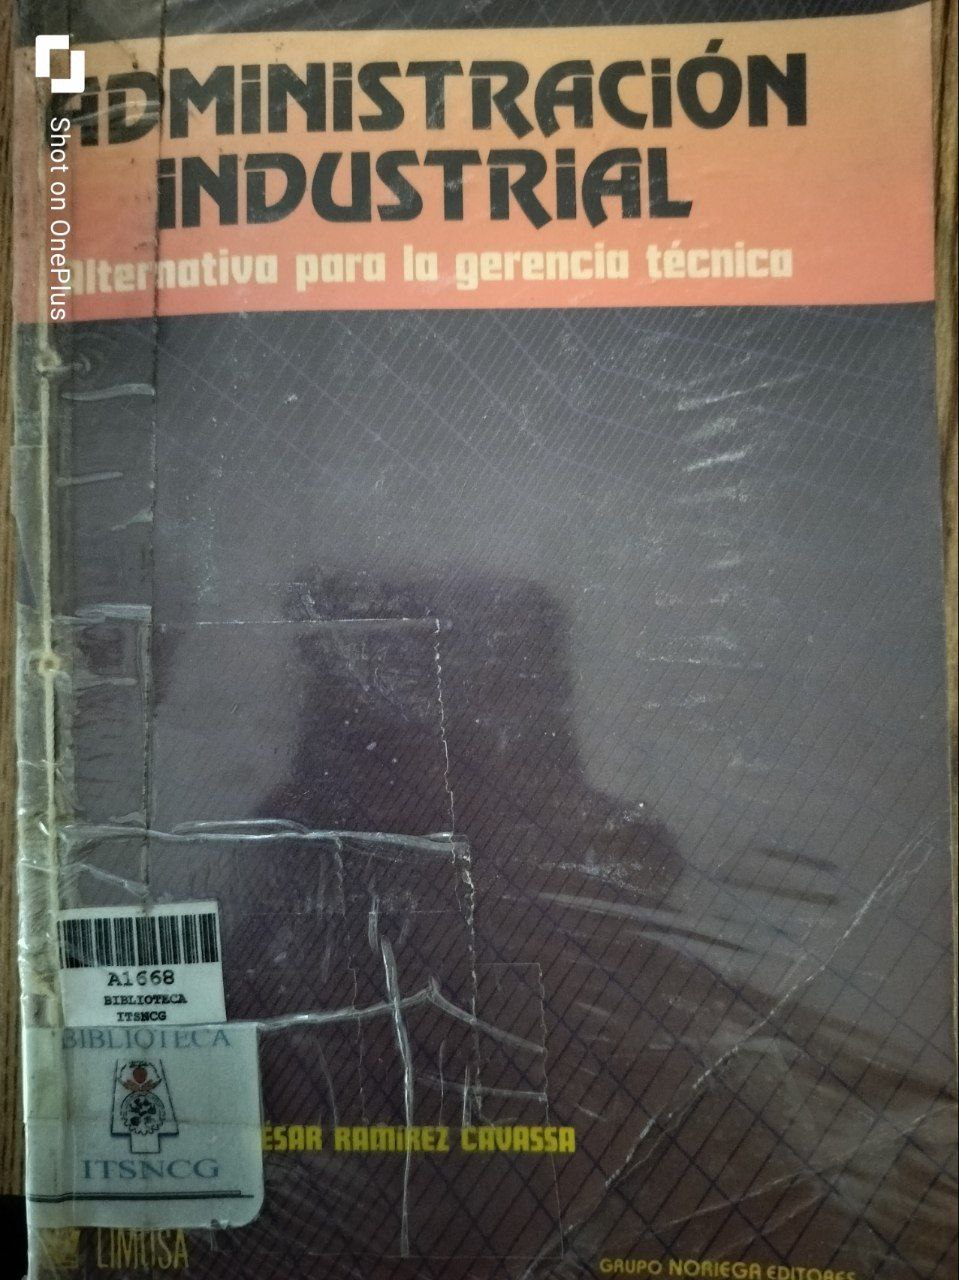 ADMINISTRACIÓN
INDUSTRIAL
Alternativa para la gerencia técnica
Shot on OnePlus
A1668
BIBLIOTECA
ITSNCG
BIBLIOTECA
ITSNCG
ÉSAR RAMÍREZ CAVASSA
LIMUSA
GRUPO NORIEGA EDITORES